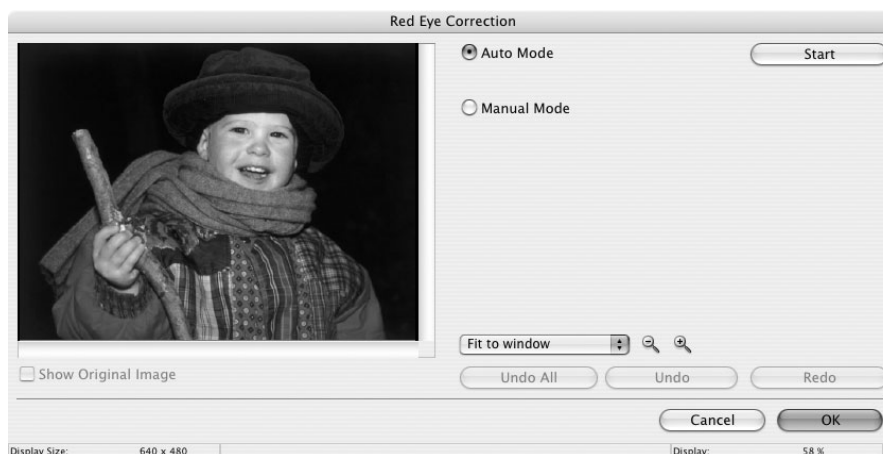 Red Eye Correction
Auto Mode
Start
Manual Mode
Fit to window
Show Original Image
Undo All
Undo
Redo
Cancel
OK
Display Size: 640 x 480
Display: 58 %